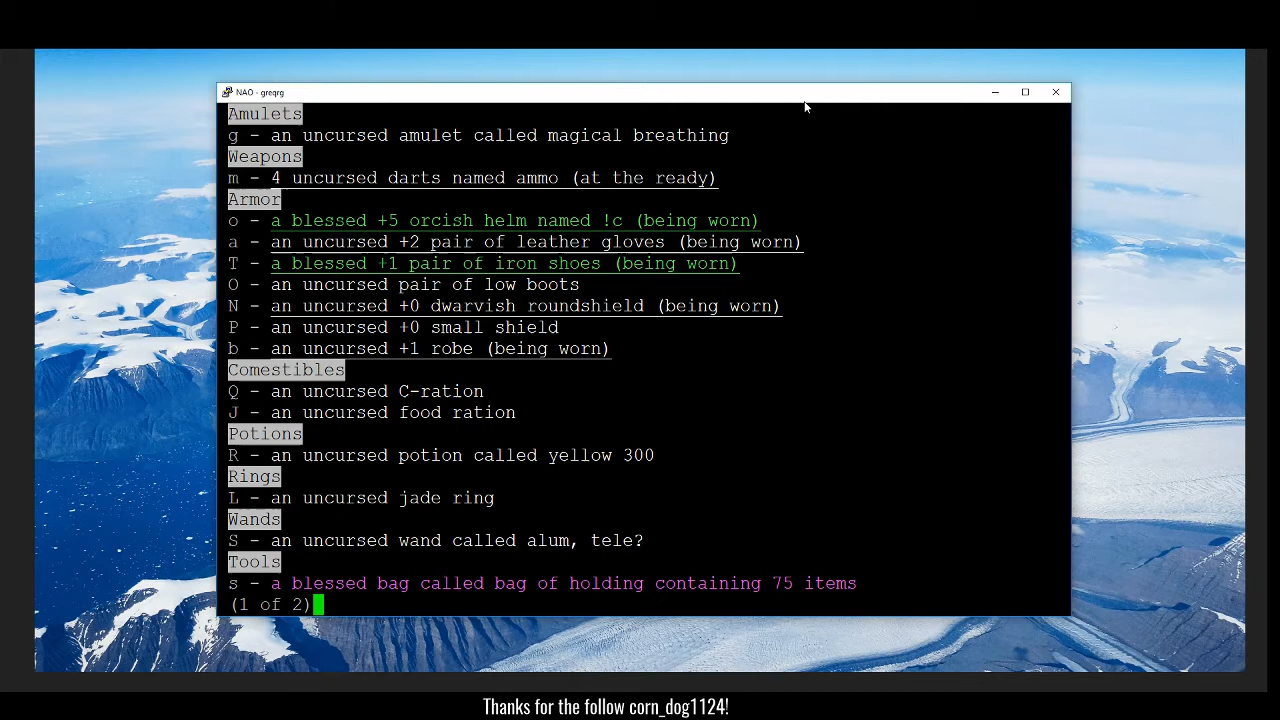 NAO - greqrg
Amulets
g - an uncursed amulet called magical breathing
Weapons
m - 4 uncursed darts named ammo (at the ready)
Armor
o - a blessed +5 orcish helm named !c (being worn)
a - an uncursed +2 pair of leather gloves (being worn)
T - a blessed +1 pair of iron shoes (being worn)
O - an uncursed pair of low boots
N - an uncursed +0 dwarvish roundshield (being worn)
P - an uncursed +0 small shield
b - an uncursed +1 robe (being worn)
Comestibles
Q - an uncursed C-ration
J - an uncursed food ration
Potions
R - an uncursed potion called yellow 300
Rings
L - an uncursed jade ring
Wands
S - an uncursed wand called alum, tele?
Tools
s - a blessed bag called bag of holding containing 75 items
(1 of 2)
Thanks for the follow corn_dog1124!